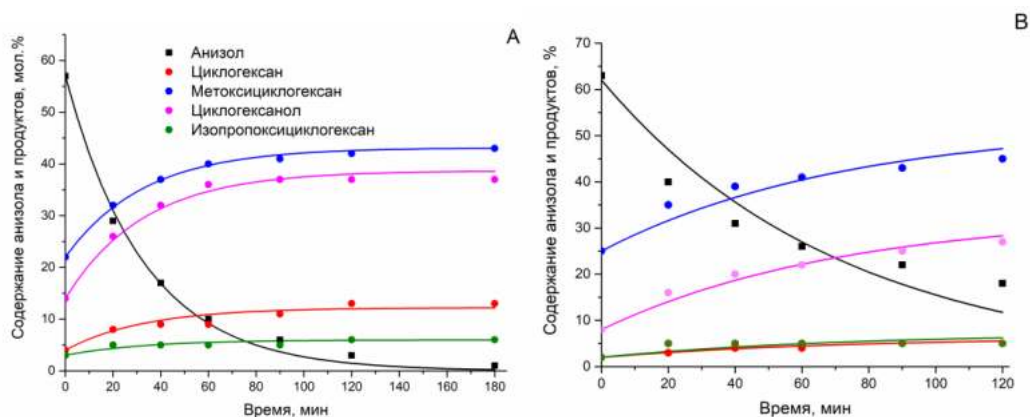 A
Содержание анизола и продуктов, мол.%
60
50
40
30
20
10
0
Анизол
Циклогексан
Метоксициклогексан
Циклогексанол
Изопропоксициклогексан
0 20 40 60 80 100 120 140 160 180
Время, мин
B
Содержание анизола и продуктов, %
70
60
50
40
30
20
10
0
0 20 40 60 80 100 120
Время, мин